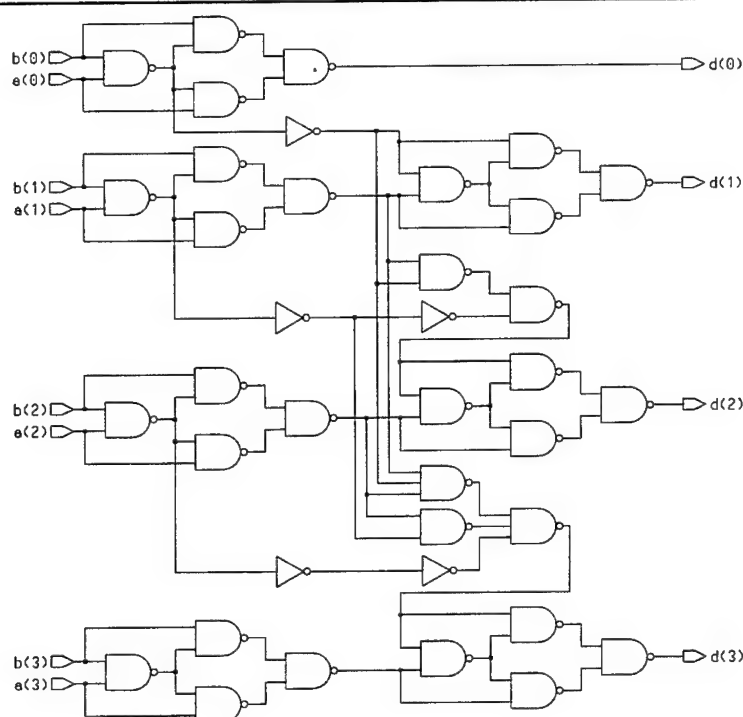 b(0)
a(0)
d(0)
b(1)
a(1)
d(1)
b(2)
a(2)
d(2)
b(3)
a(3)
d(3)